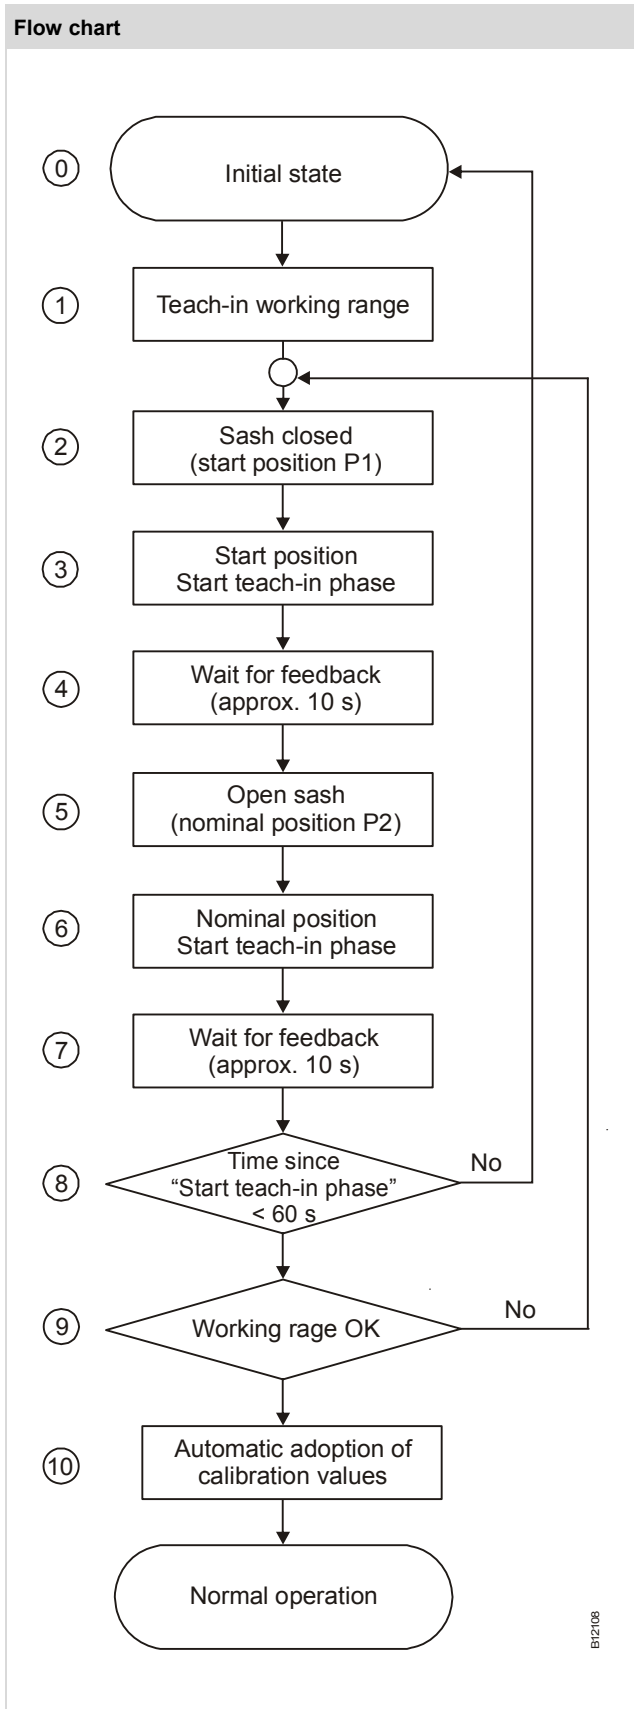 Flow chart
0
Initial state
1
Teach-in working range
2
Sash closed
(start position P1)
3
Start position
Start teach-in phase
4
Wait for feedback
(approx. 10 s)
5
Open sash
(nominal position P2)
6
Nominal position
Start teach-in phase
7
Wait for feedback
(approx. 10 s)
8
Time since
“Start teach-in phase”
< 60 s
No
9
Working rage OK
No
10
Automatic adoption of
calibration values
Normal operation
B12108